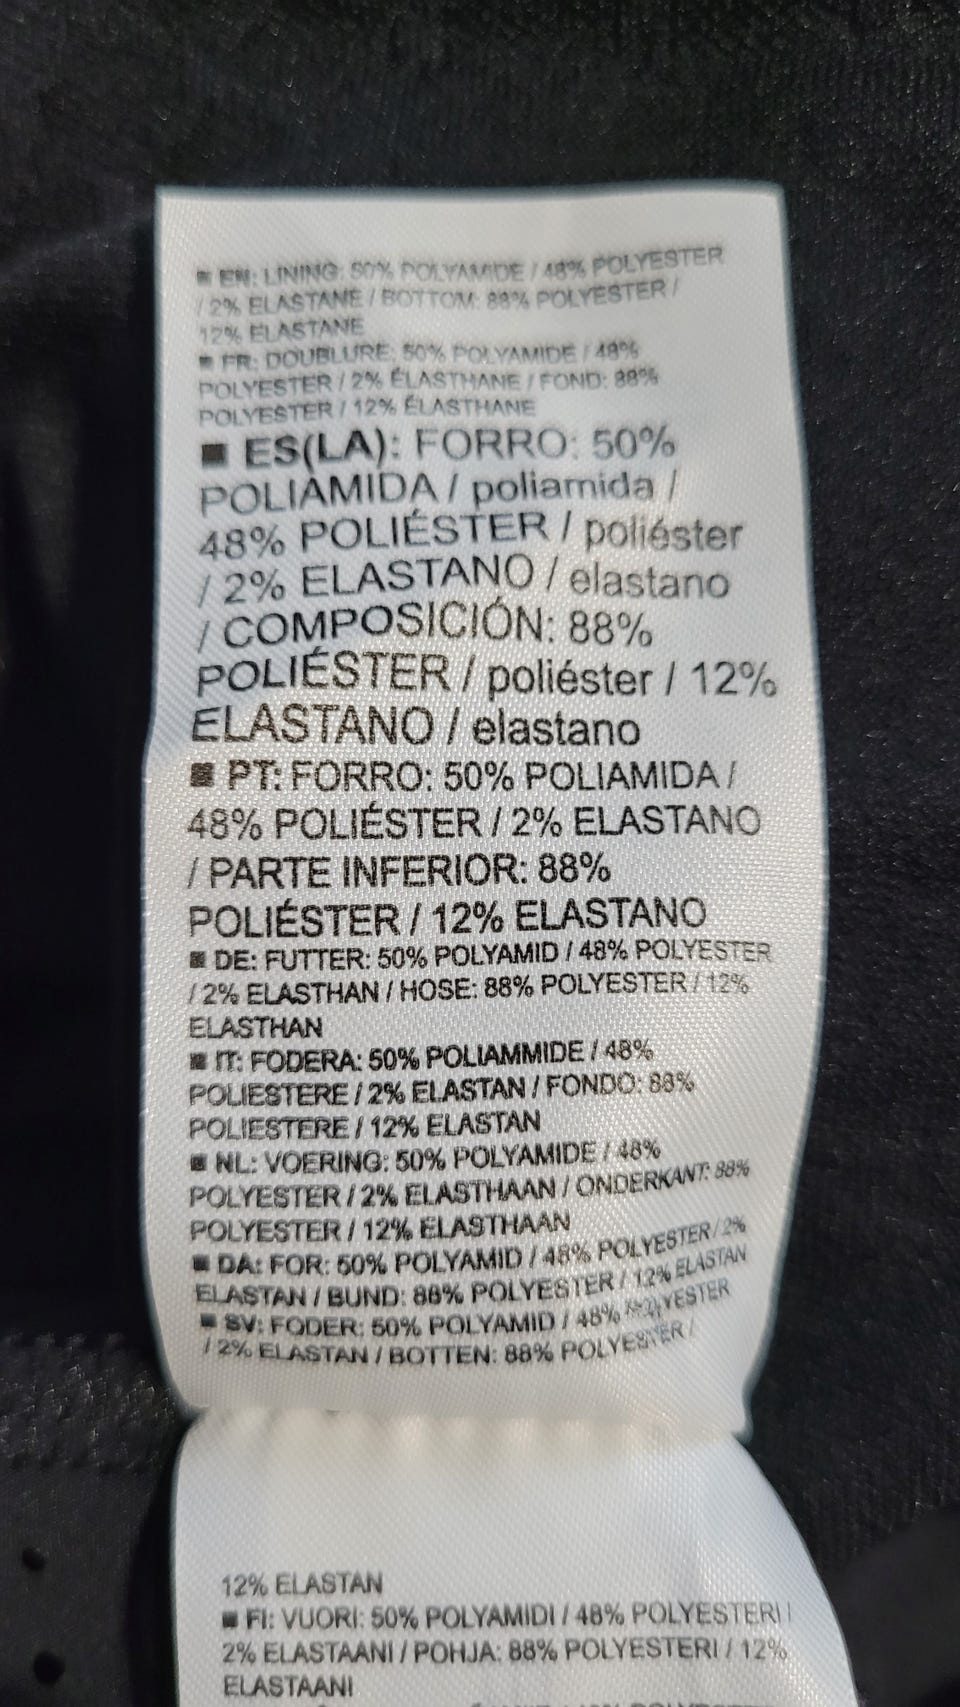 ■ EN: LINING: 50% POLYAMIDE / 48% POLYESTER
/ 2% ELASTANE / BOTTOM: 88% POLYESTER /
12% ELASTANE
■ FR: DOUBLURE: 50% POLYAMIDE / 48%
POLYESTER / 2% ÉLASTHANE / FOND: 88%
POLYESTER / 12% ÉLASTHANE
■ ES(LA): FORRO: 50%
POLIAMIDA / poliamida /
48% POLIÉSTER / poliéster
/ 2% ELASTANO / elastano
/ COMPOSICIÓN: 88%
POLIÉSTER / poliéster / 12%
ELASTANO / elastano
■ PT: FORRO: 50% POLIAMIDA /
48% POLIÉSTER / 2% ELASTANO
/ PARTE INFERIOR: 88%
POLIÉSTER / 12% ELASTANO
■ DE: FUTTER: 50% POLYAMID / 48% POLYESTER
/ 2% ELASTHAN / HOSE: 88% POLYESTER / 12%
ELASTHAN
■ IT: FODERA: 50% POLIAMMIDE / 48%
POLIESTERE / 2% ELASTAN / FONDO: 88%
POLIESTERE / 12% ELASTAN
■ NL: VOERING: 50% POLYAMIDE / 48%
POLYESTER / 2% ELASTHAAN / ONDERKANT: 88%
POLYESTER / 12% ELASTHAAN
■ DA: FOR: 50% POLYAMID / 48% POLYESTER / 2%
ELASTAN / BUND: 88% POLYESTER / 12% ELASTAN
■ SV: FODER: 50% POLYAMID / 48% POLYESTER
/ 2% ELASTAN / BOTTEN: 88% POLYESTER /
12% ELASTAN
■ FI: VUORI: 50% POLYAMIDI / 48% POLYESTERI /
2% ELASTAANI / POHJA: 88% POLYESTERI / 12%
ELASTAANI